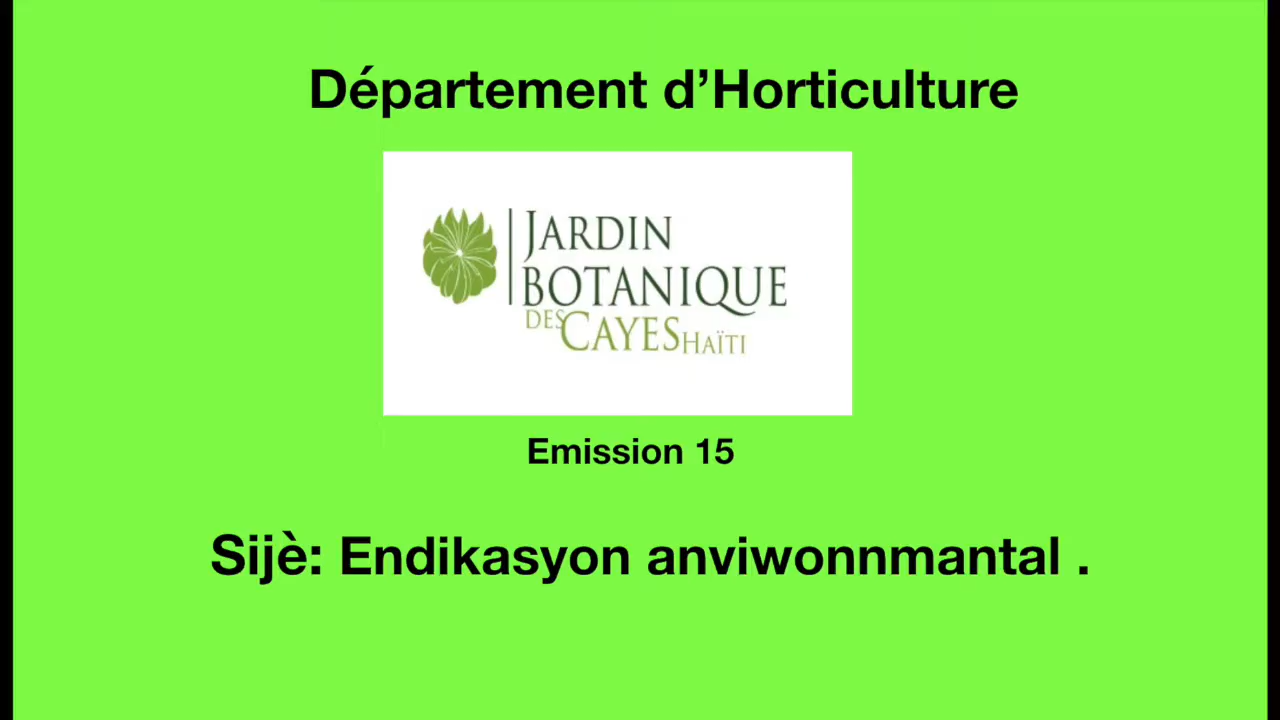 Département d’Horticulture
JARDIN
BOTANIQUE
DES CAYES HAÏTI
Emission 15
Sijè: Endikasyon anviwonnmantal .